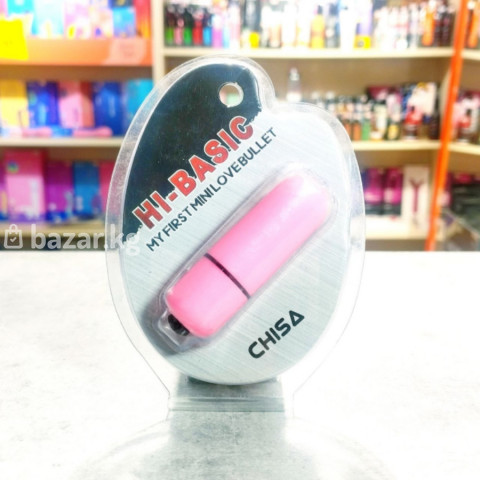 HI-BASIC
MY FIRST MINI LOVE BULLET
bazar.kg
CHISA